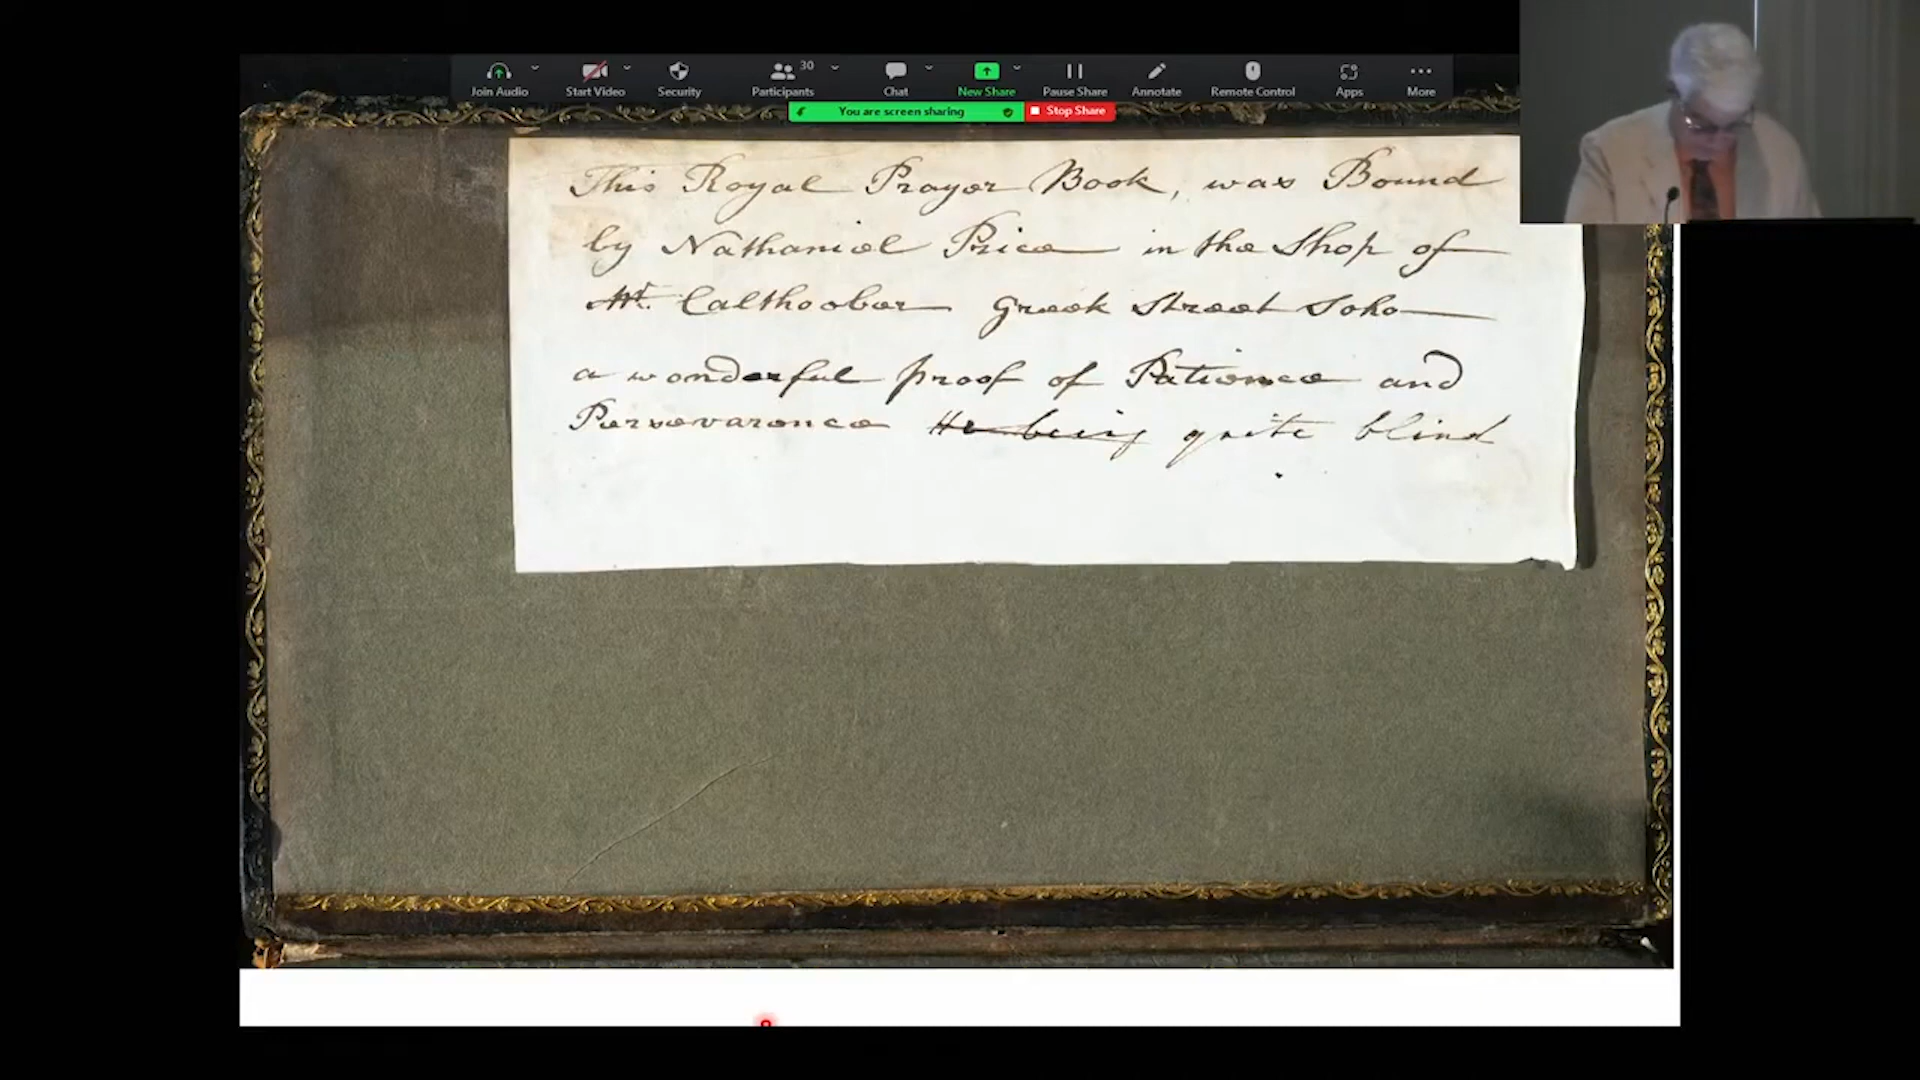 Join Audio
Start Video
Security
Participants
30
Chat
New Share
Pause Share
Annotate
Remote Control
Apps
More
You are screen sharing
Stop Share
This Royal Prayer Book, was Bound
by Nathaniel Price in the Shop of
Mr. Calthoober Greek Street Soho
a wonderful proof of Patience and
Perseverence He being quite blind